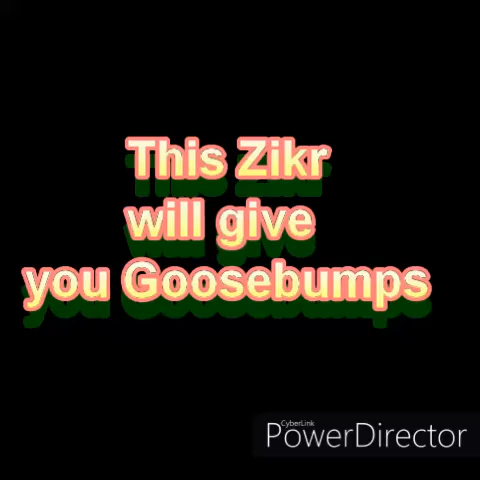 This Zikr
will give
you Goosebumps
CyberLink
PowerDirector